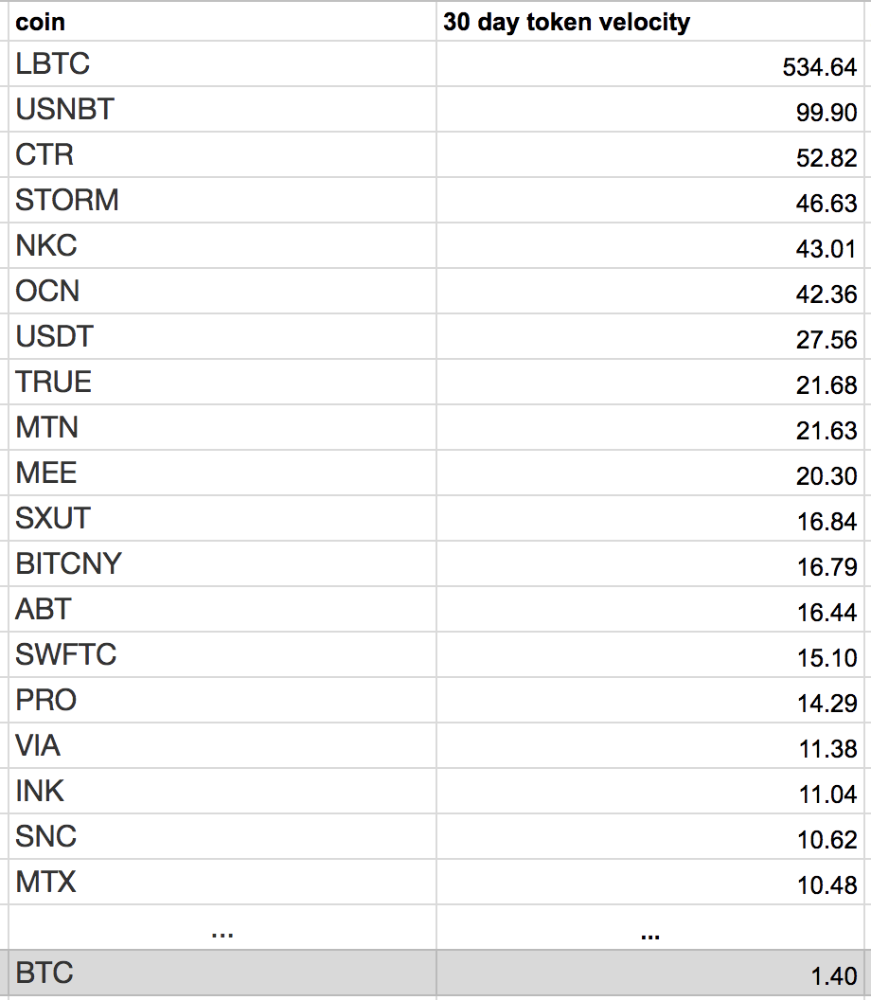 coin 30 day token velocity
LBTC 534.64
USNBT 99.90
CTR 52.82
STORM 46.63
NKC 43.01
OCN 42.36
USDT 27.56
TRUE 21.68
MTN 21.63
MEE 20.30
SXUT 16.84
BITCNY 16.79
ABT 16.44
SWFTC 15.10
PRO 14.29
VIA 11.38
INK 11.04
SNC 10.62
MTX 10.48
... ...
BTC 1.40